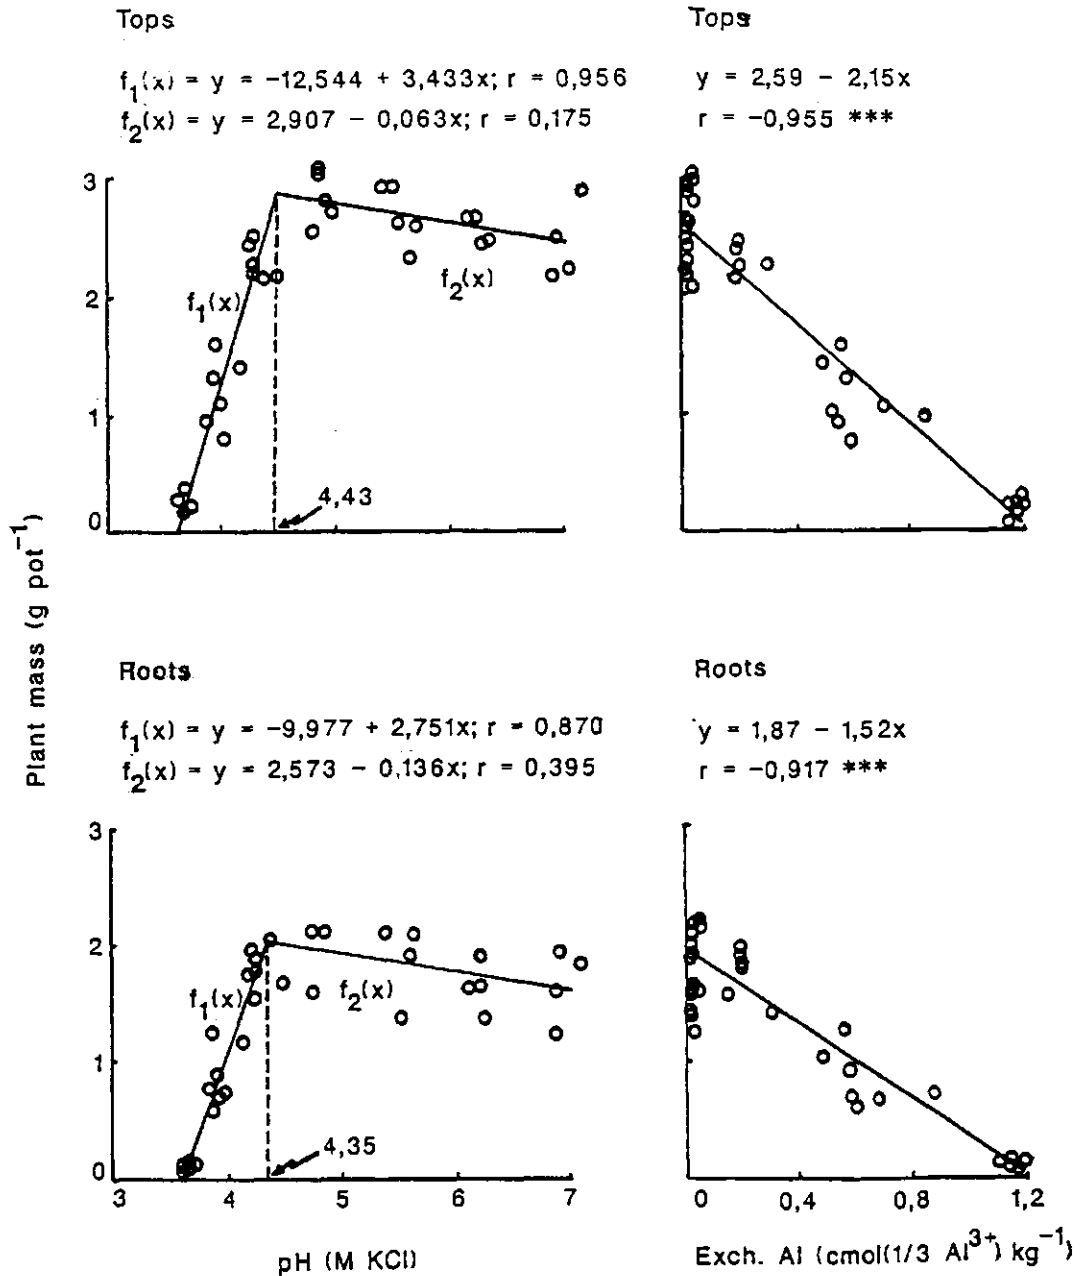 Tops
f₁(x) = y = -12,544 + 3,433x; r = 0,956
f₂(x) = y = 2,907 - 0,063x; r = 0,175
Tops
y = 2,59 - 2,15x
r = -0,955 ***
3
2
1
0
f₁(x)
f₂(x)
4,43
Plant mass (g pot⁻¹)
Roots
f₁(x) = y = -9,977 + 2,751x; r = 0,870
f₂(x) = y = 2,573 - 0,136x; r = 0,395
Roots
y = 1,87 - 1,52x
r = -0,917 ***
3
2
1
0
f₁(x)
f₂(x)
4,35
3 4 5 6 7
pH (M KCl)
0 0,4 0,8 1,2
Exch. Al (cmol(1/3 Al³⁺) kg⁻¹)